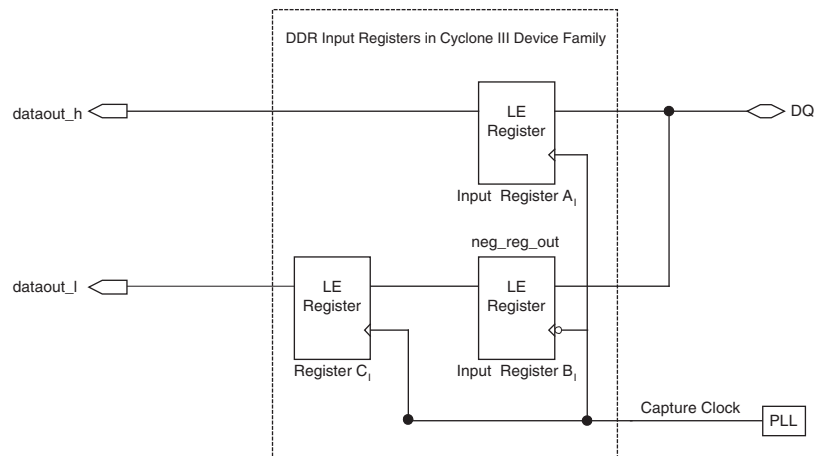 DDR Input Registers in Cyclone III Device Family
dataout_h
LE
Register
DQ
Input Register A_I
neg_reg_out
dataout_l
LE
Register
LE
Register
Register C_I
Input Register B_I
Capture Clock
PLL